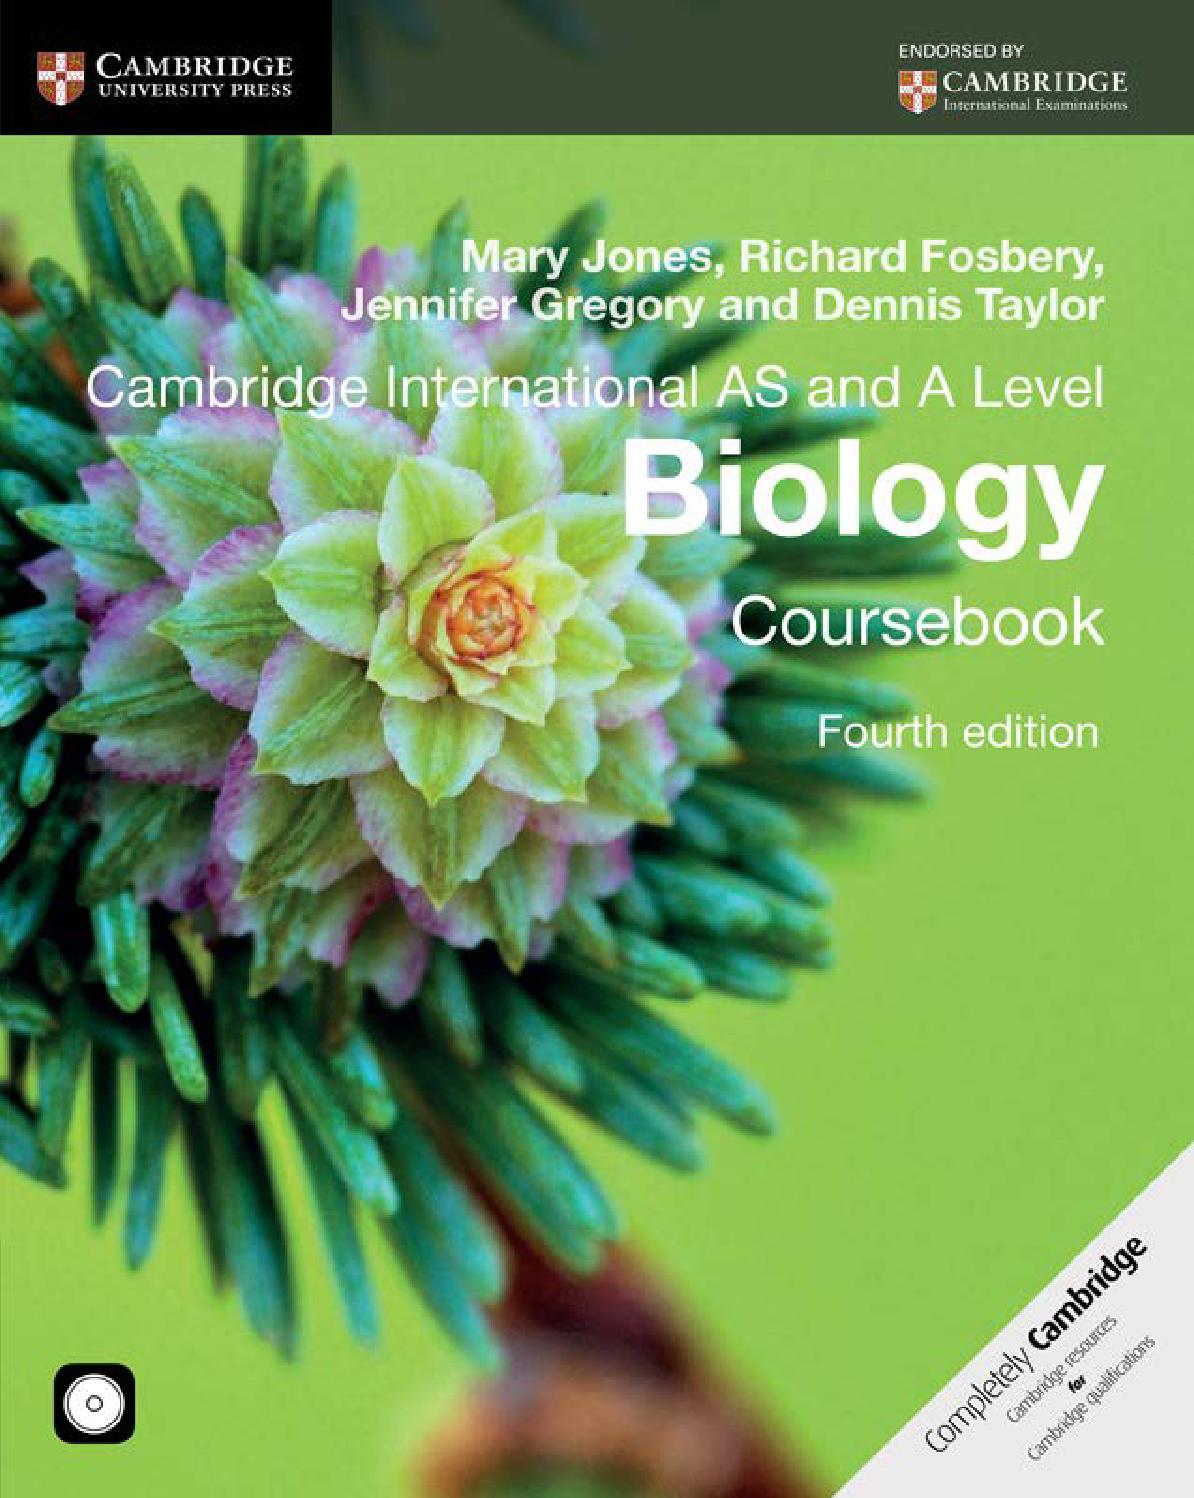 CAMBRIDGE
UNIVERSITY PRESS
ENDORSED BY
CAMBRIDGE
International Examinations
Mary Jones, Richard Fosbery,
Jennifer Gregory and Dennis Taylor
Cambridge International AS and A Level
Biology
Coursebook
Fourth edition
Completely Cambridge
Cambridge resources
for
Cambridge qualifications